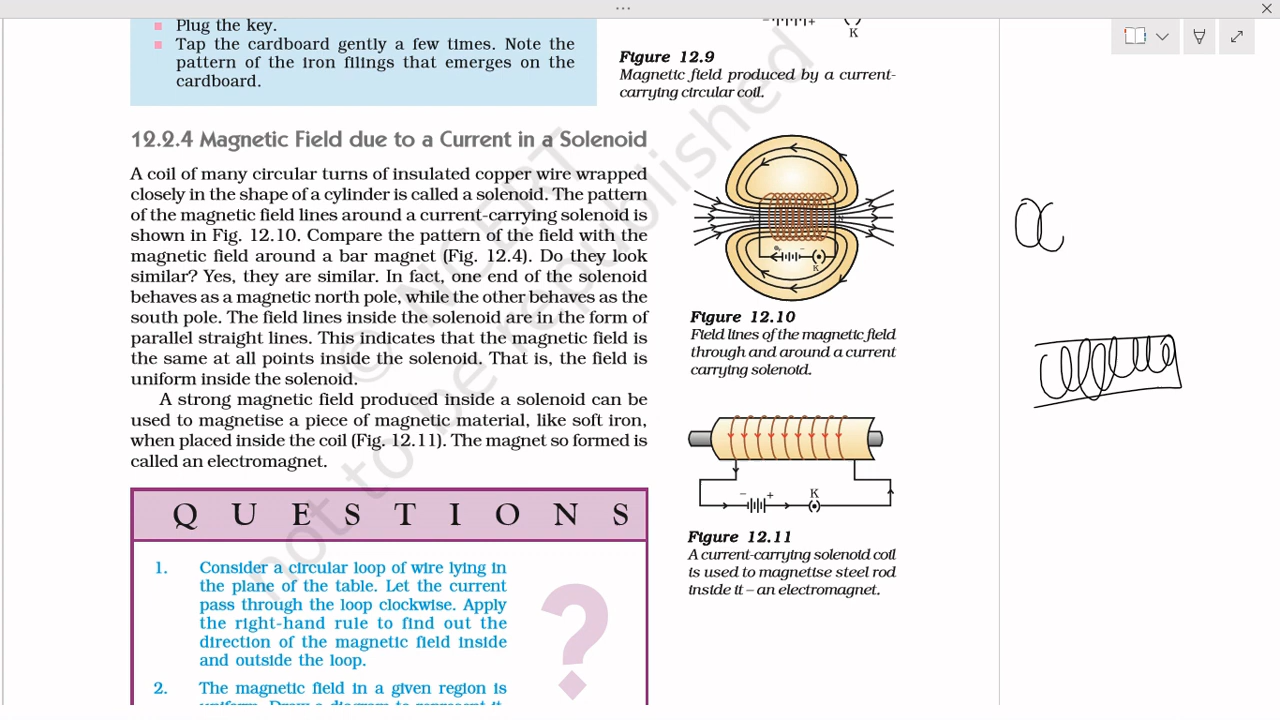 Plug the key.
Tap the cardboard gently a few times. Note the
pattern of the iron filings that emerges on the
cardboard.
12.2.4 Magnetic Field due to a Current in a Solenoid
A coil of many circular turns of insulated copper wire wrapped
closely in the shape of a cylinder is called a solenoid. The pattern
of the magnetic field lines around a current-carrying solenoid is
shown in Fig. 12.10. Compare the pattern of the field with the
magnetic field around a bar magnet (Fig. 12.4). Do they look
similar? Yes, they are similar. In fact, one end of the solenoid
behaves as a magnetic north pole, while the other behaves as the
south pole. The field lines inside the solenoid are in the form of
parallel straight lines. This indicates that the magnetic field is
the same at all points inside the solenoid. That is, the field is
uniform inside the solenoid.
A strong magnetic field produced inside a solenoid can be
used to magnetise a piece of magnetic material, like soft iron,
when placed inside the coil (Fig. 12.11). The magnet so formed is
called an electromagnet.
QUESTIONS
1. Consider a circular loop of wire lying in
the plane of the table. Let the current
pass through the loop clockwise. Apply
the right-hand rule to find out the
direction of the magnetic field inside
and outside the loop.
2. The magnetic field in a given region is
uniform. Draw a diagram to represent it.
?
K
Figure 12.9
Magnetic field produced by a current-
carrying circular coil.
K
Figure 12.10
Field lines of the magnetic field
through and around a current
carrying solenoid.
− + K
Figure 12.11
A current-carrying solenoid coil
is used to magnetise steel rod
inside it – an electromagnet.
© NCERT
not to be republished